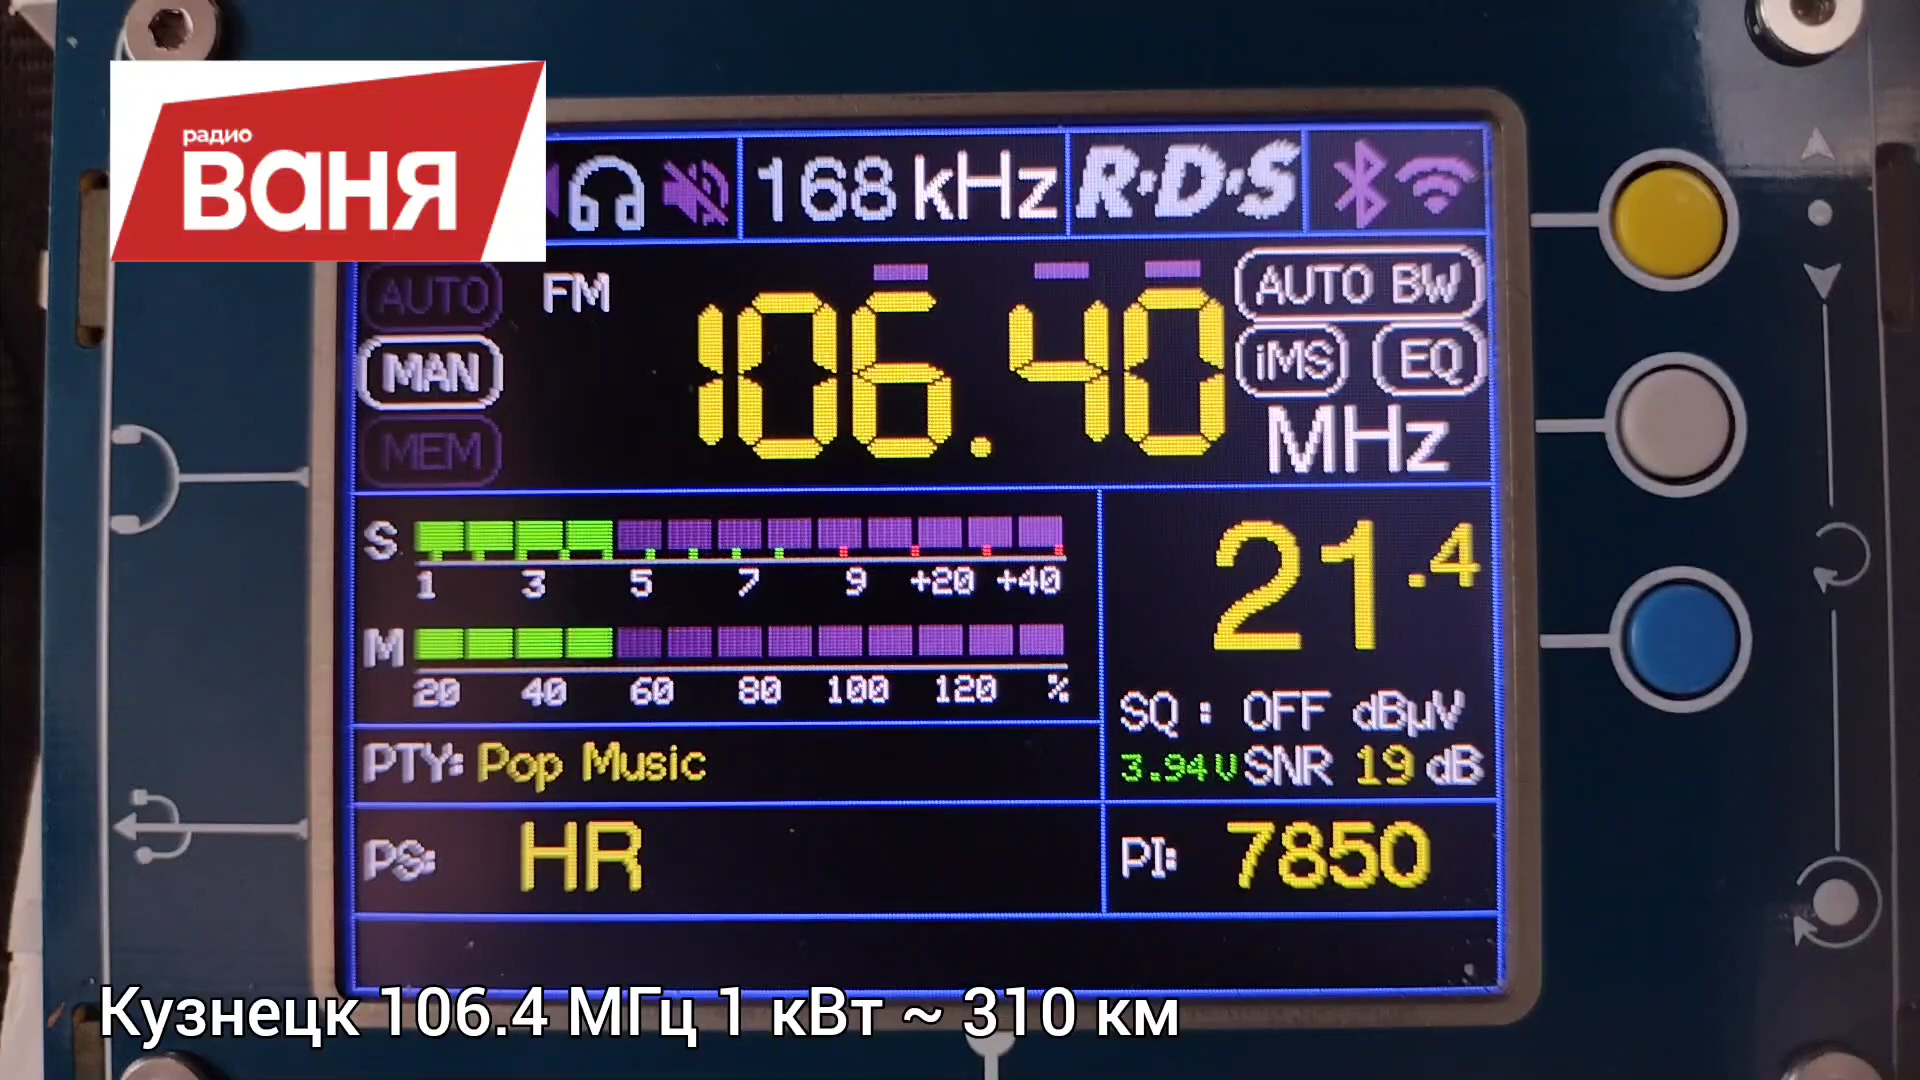 радио
ВАНЯ
168 kHz
R·D·S
AUTO
FM
106.40
AUTO BW
MAN
iMS
EQ
MEM
MHz
S
1 3 5 7 9 +20 +40
21.4
M
20 40 60 80 100 120 %
SQ : OFF dBµV
PTY: Pop Music
3.94V SNR 19 dB
PS: HR
PI: 7850
Кузнецк 106.4 МГц 1 кВт ~ 310 км